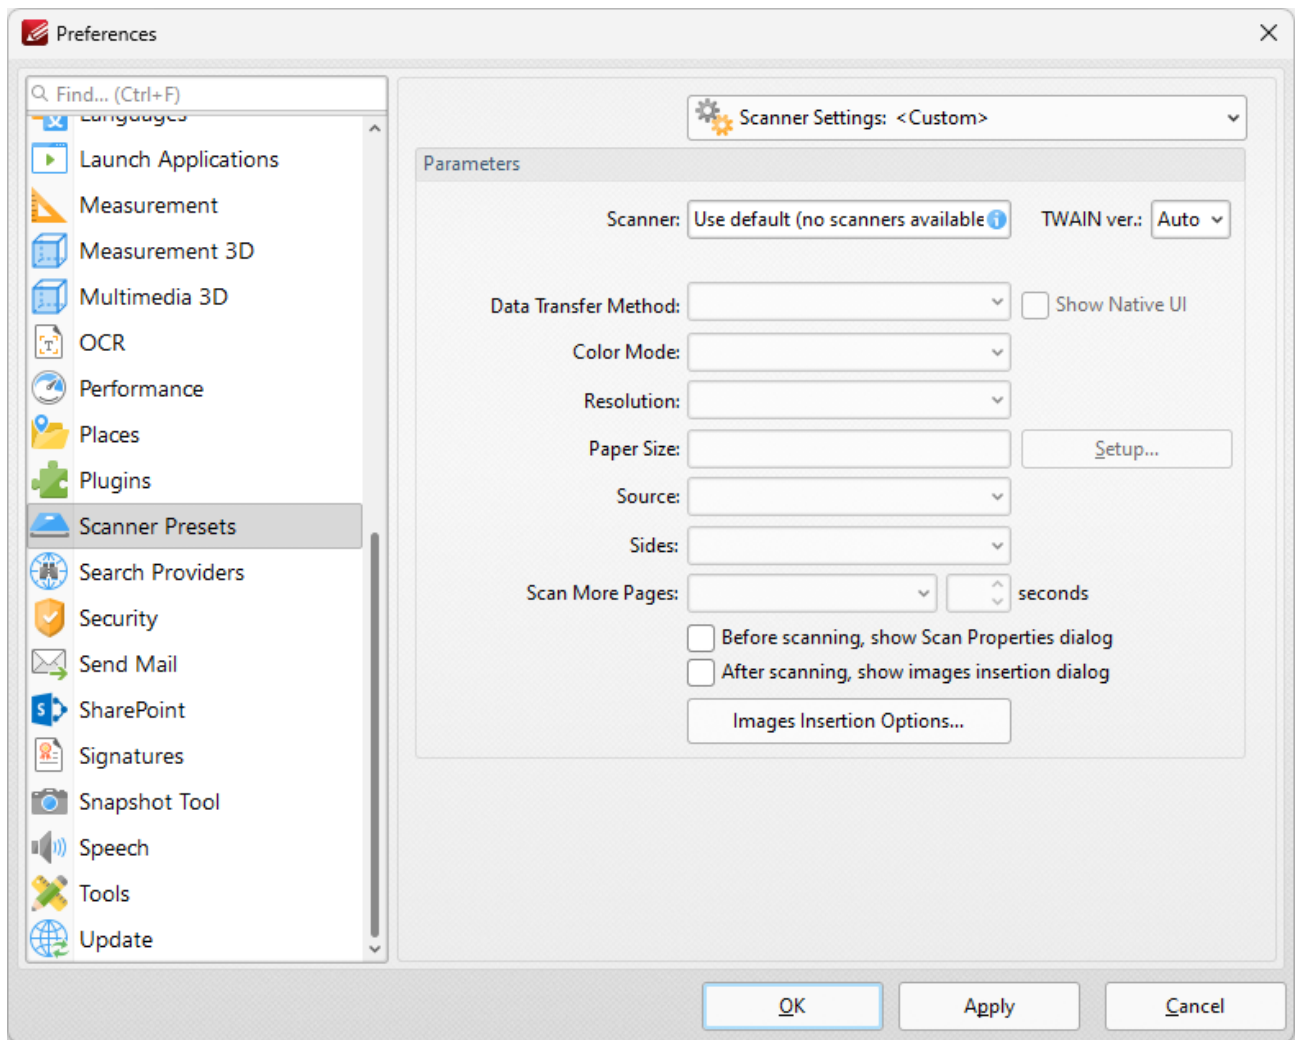 Preferences
Find... (Ctrl+F)
Languages
Launch Applications
Measurement
Measurement 3D
Multimedia 3D
OCR
Performance
Places
Plugins
Scanner Presets
Search Providers
Security
Send Mail
SharePoint
Signatures
Snapshot Tool
Speech
Tools
Update
Scanner Settings: <Custom>
Parameters
Scanner: Use default (no scanners available TWAIN ver.: Auto
Data Transfer Method: Show Native UI
Color Mode:
Resolution:
Paper Size: Setup...
Source:
Sides:
Scan More Pages: seconds
Before scanning, show Scan Properties dialog
After scanning, show images insertion dialog
Images Insertion Options...
OK Apply Cancel